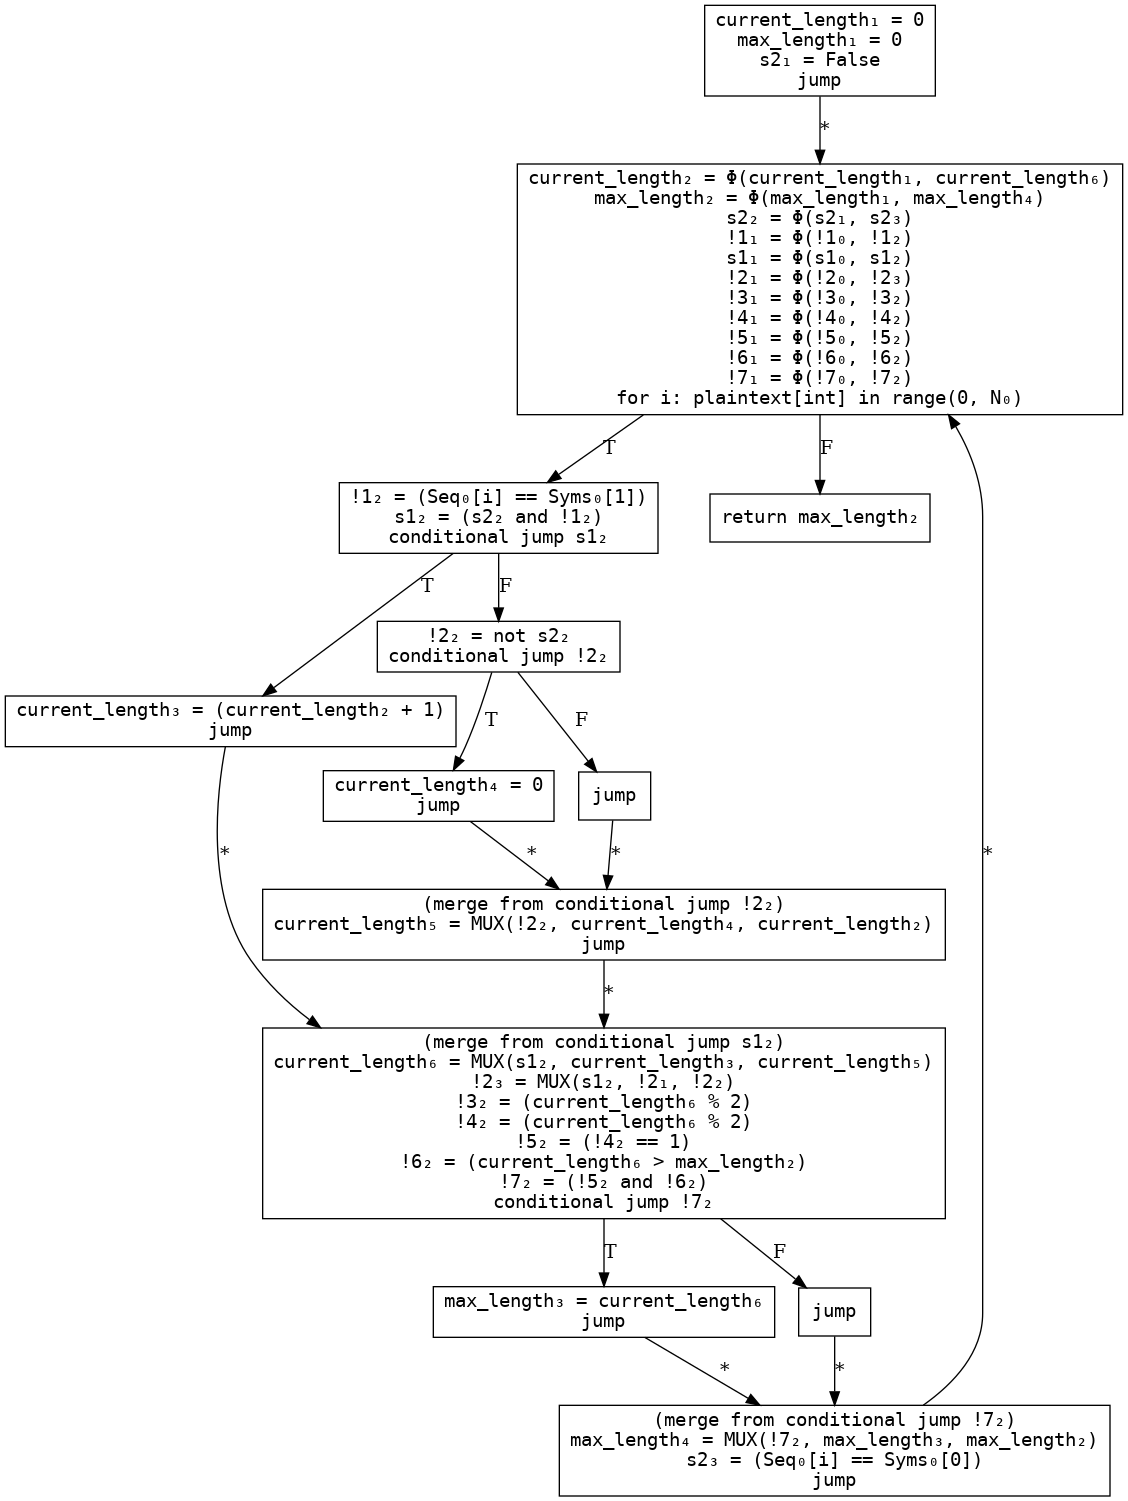 current_length₁ = 0
max_length₁ = 0
s2₁ = False
jump
*
current_length₂ = Φ(current_length₁, current_length₆)
max_length₂ = Φ(max_length₁, max_length₄)
s2₂ = Φ(s2₁, s2₃)
!1₁ = Φ(!1₀, !1₂)
s1₁ = Φ(s1₀, s1₂)
!2₁ = Φ(!2₀, !2₃)
!3₁ = Φ(!3₀, !3₂)
!4₁ = Φ(!4₀, !4₂)
!5₁ = Φ(!5₀, !5₂)
!6₁ = Φ(!6₀, !6₂)
!7₁ = Φ(!7₀, !7₂)
for i: plaintext[int] in range(0, N₀)
T
F
!1₂ = (Seq₀[i] == Syms₀[1])
s1₂ = (s2₂ and !1₂)
conditional jump s1₂
return max_length₂
T
F
!2₂ = not s2₂
conditional jump !2₂
current_length₃ = (current_length₂ + 1)
jump
T
F
current_length₄ = 0
jump
jump
*
*
*
*
(merge from conditional jump !2₂)
current_length₅ = MUX(!2₂, current_length₄, current_length₂)
jump
*
(merge from conditional jump s1₂)
current_length₆ = MUX(s1₂, current_length₃, current_length₅)
!2₃ = MUX(s1₂, !2₁, !2₂)
!3₂ = (current_length₆ % 2)
!4₂ = (current_length₆ % 2)
!5₂ = (!4₂ == 1)
!6₂ = (current_length₆ > max_length₂)
!7₂ = (!5₂ and !6₂)
conditional jump !7₂
T
F
max_length₃ = current_length₆
jump
jump
*
*
(merge from conditional jump !7₂)
max_length₄ = MUX(!7₂, max_length₃, max_length₂)
s2₃ = (Seq₀[i] == Syms₀[0])
jump